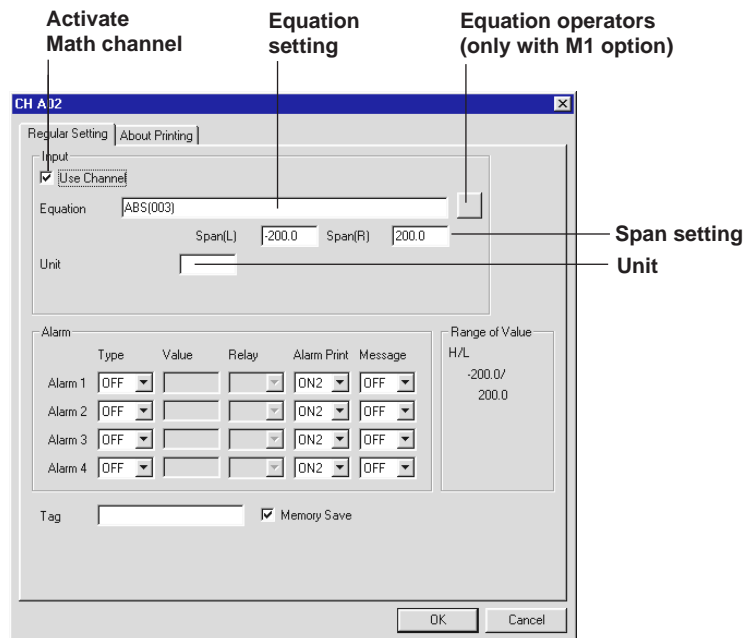 Activate
Math channel
Equation
setting
Equation operators
(only with M1 option)
CH A02
Regular Setting About Printing
Input
Use Channel
Equation ABS(003)
Span(L) -200.0 Span(R) 200.0
Span setting
Unit
Unit
Alarm
Type Value Relay Alarm Print Message
Alarm 1 OFF ON2 OFF
Alarm 2 OFF ON2 OFF
Alarm 3 OFF ON2 OFF
Alarm 4 OFF ON2 OFF
Range of Value
H/L
-200.0/
200.0
Tag Memory Save
OK Cancel